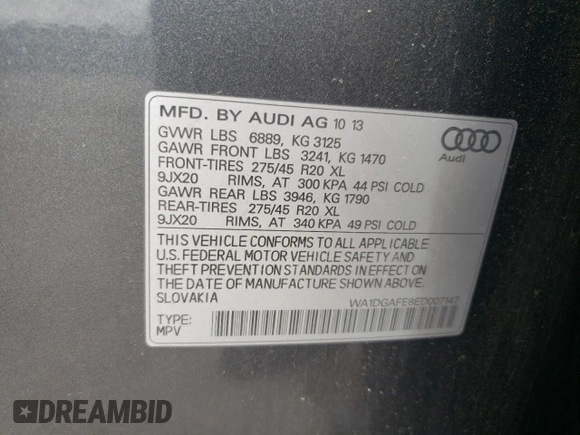 MFD. BY AUDI AG 10 13
GVWR LBS 6889, KG 3125
GAWR FRONT LBS 3241, KG 1470
FRONT-TIRES 275/45 R20 XL
9JX20 RIMS, AT 300 KPA 44 PSI COLD
GAWR REAR LBS 3946, KG 1790
REAR-TIRES 275/45 R20 XL
9JX20 RIMS, AT 340 KPA 49 PSI COLD
Audi
THIS VEHICLE CONFORMS TO ALL APPLICABLE
U.S. FEDERAL MOTOR VEHICLE SAFETY AND
THEFT PREVENTION STANDARDS IN EFFECT ON
THE DATE OF MANUFACTURE SHOWN ABOVE.
SLOVAKIA
WA1DGAFE8ED007147
TYPE:
MPV
DREAMBID